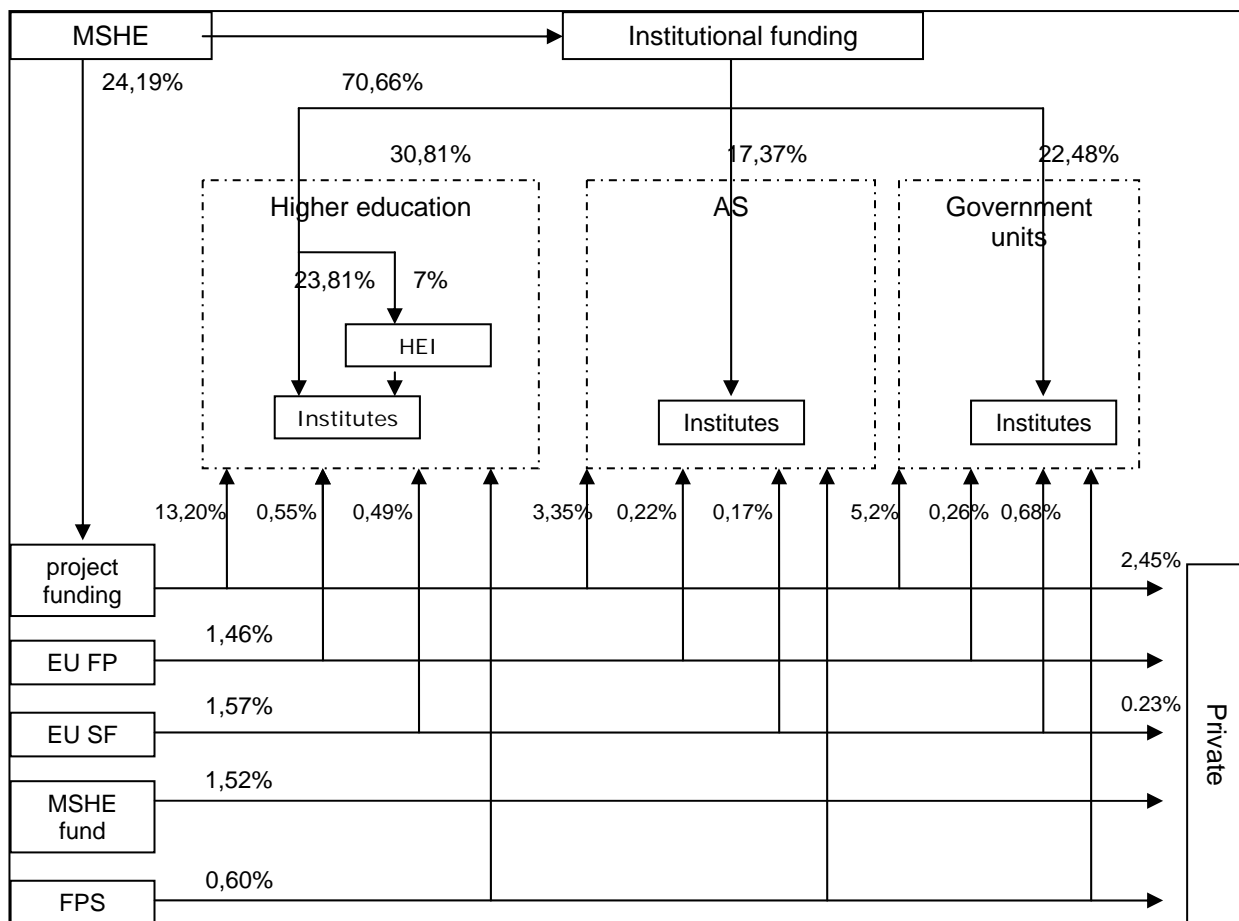 MSHE
Institutional funding
24,19%
70,66%
30,81%
17,37%
22,48%
Higher education
AS
Government
units
23,81%
7%
HEI
Institutes
Institutes
Institutes
13,20%
0,55%
0,49%
3,35%
0,22%
0,17%
5,2%
0,26%
0,68%
project
funding
2,45%
1,46%
EU FP
1,57%
EU SF
0.23%
Private
1,52%
MSHE
fund
0,60%
FPS